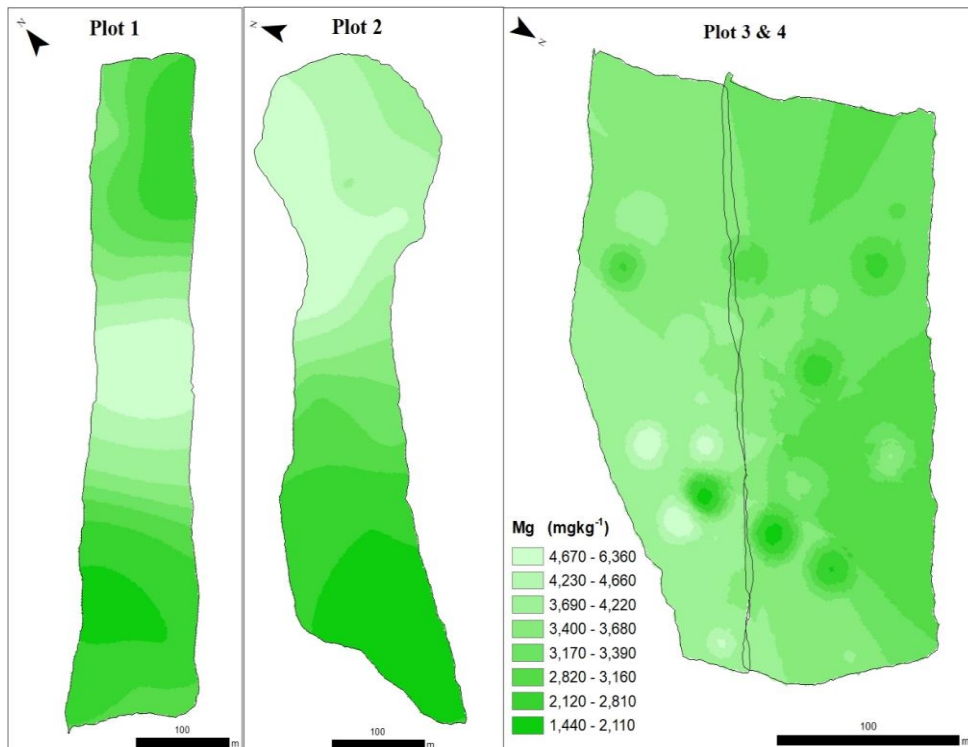 Plot 1
Plot 2
Plot 3 & 4
N
N
N
Mg (mgkg⁻¹)
4,670 - 6,360
4,230 - 4,660
3,690 - 4,220
3,400 - 3,680
3,170 - 3,390
2,820 - 3,160
2,120 - 2,810
1,440 - 2,110
100
m
100
m
100
m